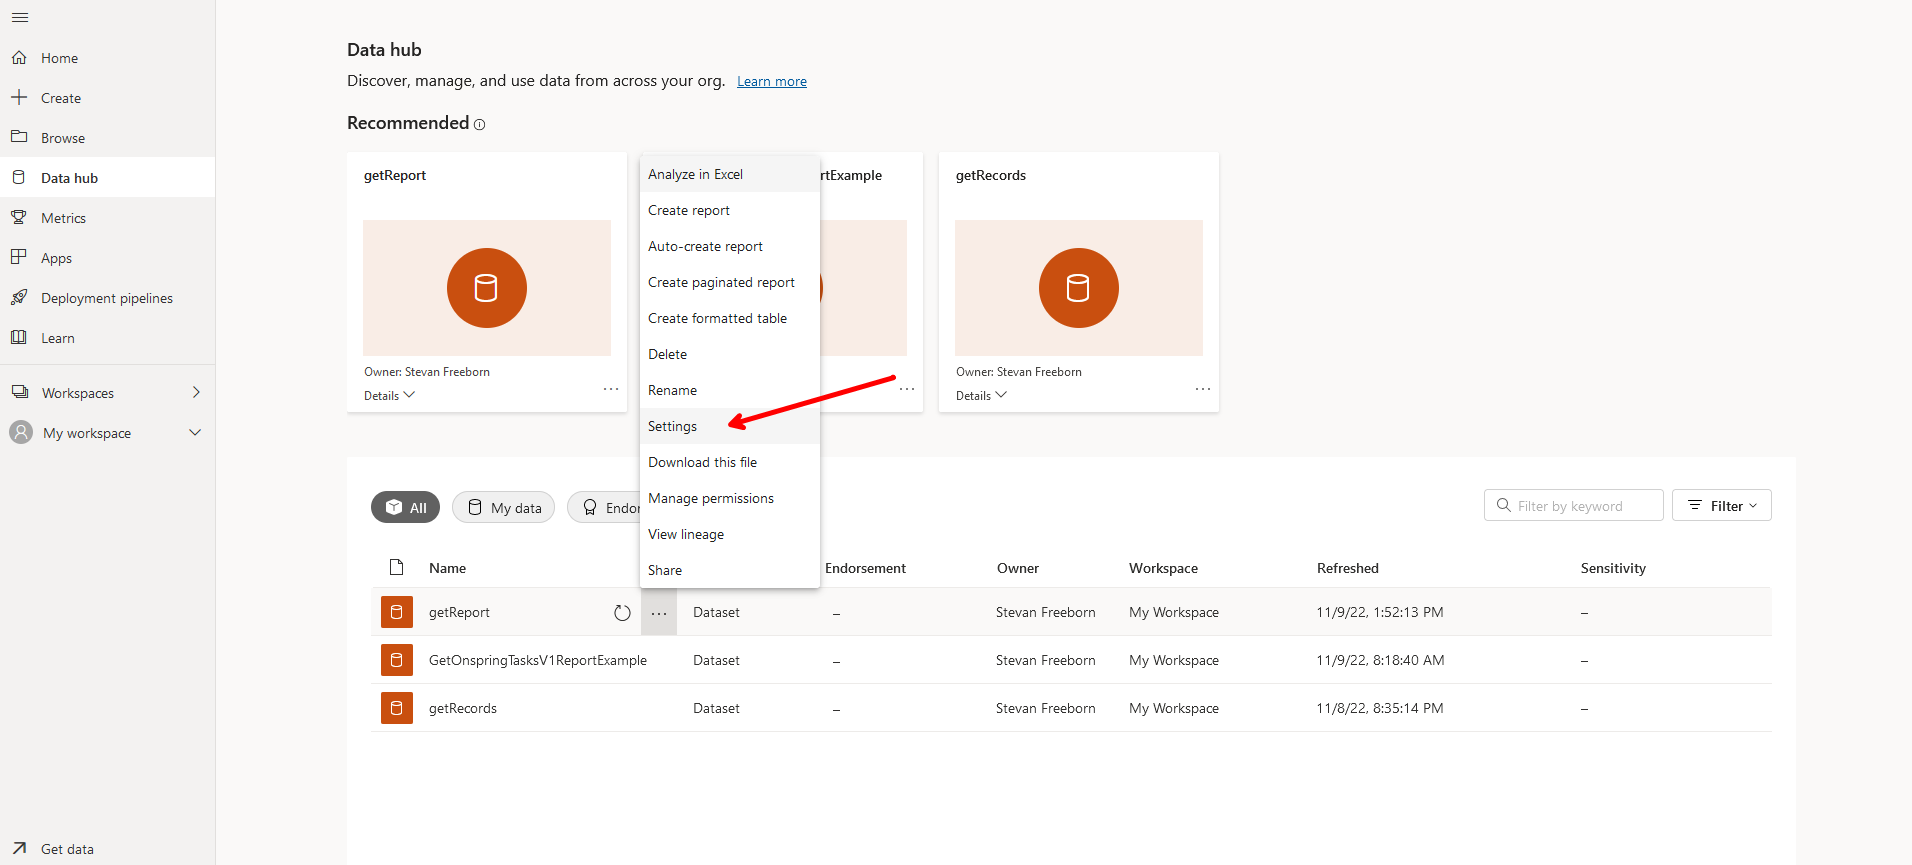 Home
Create
Browse
Data hub
Metrics
Apps
Deployment pipelines
Learn
Workspaces
My workspace
Get data
Data hub
Discover, manage, and use data from across your org. Learn more
Recommended
getReport
Owner: Stevan Freeborn
Details
rtExample
getRecords
Owner: Stevan Freeborn
Details
Analyze in Excel
Create report
Auto-create report
Create paginated report
Create formatted table
Delete
Rename
Settings
Download this file
Manage permissions
View lineage
Share
All My data Endor
Filter by keyword Filter
Name Endorsement Owner Workspace Refreshed Sensitivity
getReport Dataset – Stevan Freeborn My Workspace 11/9/22, 1:52:13 PM –
GetOnspringTasksV1ReportExample Dataset – Stevan Freeborn My Workspace 11/9/22, 8:18:40 AM –
getRecords Dataset – Stevan Freeborn My Workspace 11/8/22, 8:35:14 PM –